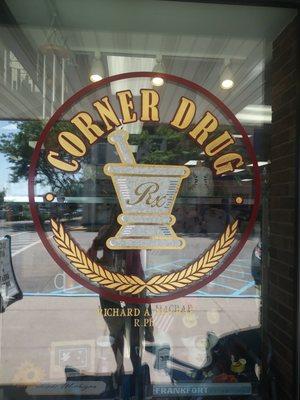 CORNER DRUG
Rx
RICHARD A. MACRAE
R.PH
FRANKFORT